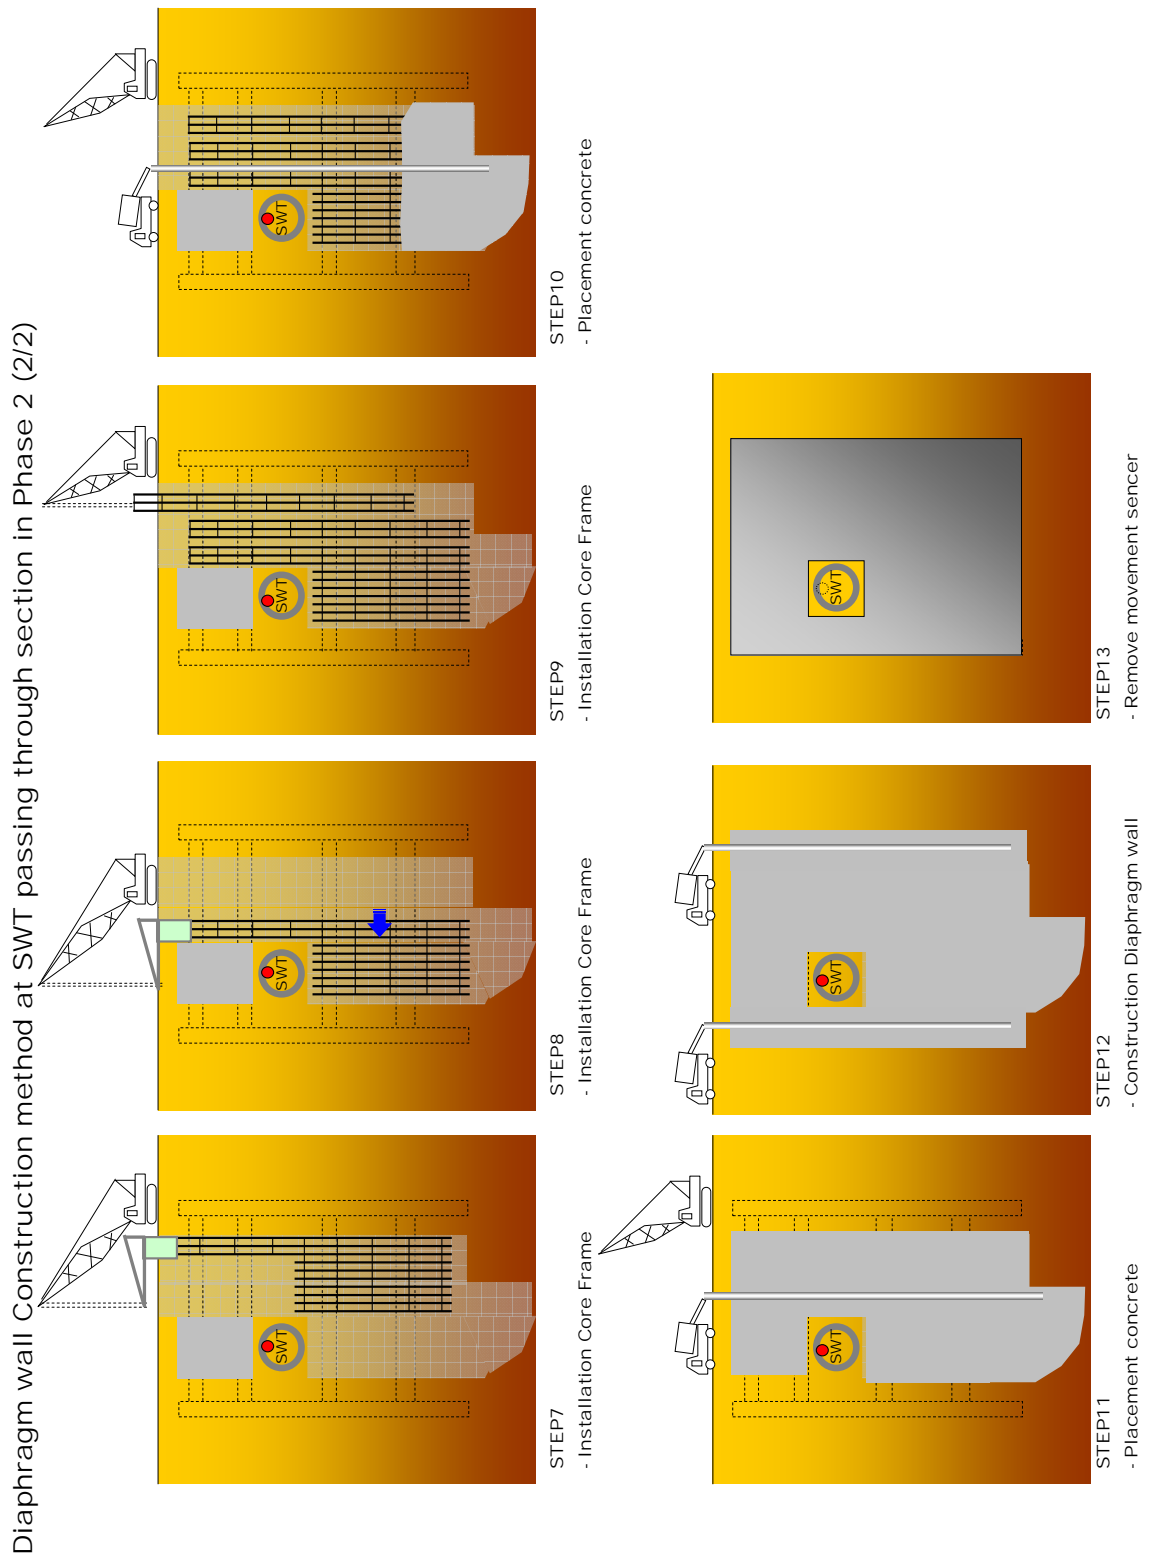 Diaphragm wall Construction method at SWT passing through section in Phase 2 (2/2)
SWT
STEP7
- Installation Core Frame
SWT
STEP8
- Installation Core Frame
SWT
STEP9
- Installation Core Frame
SWT
STEP10
- Placement concrete
SWT
STEP11
- Placement concrete
SWT
STEP12
- Construction Diaphragm wall
SWT
STEP13
- Remove movement sencer